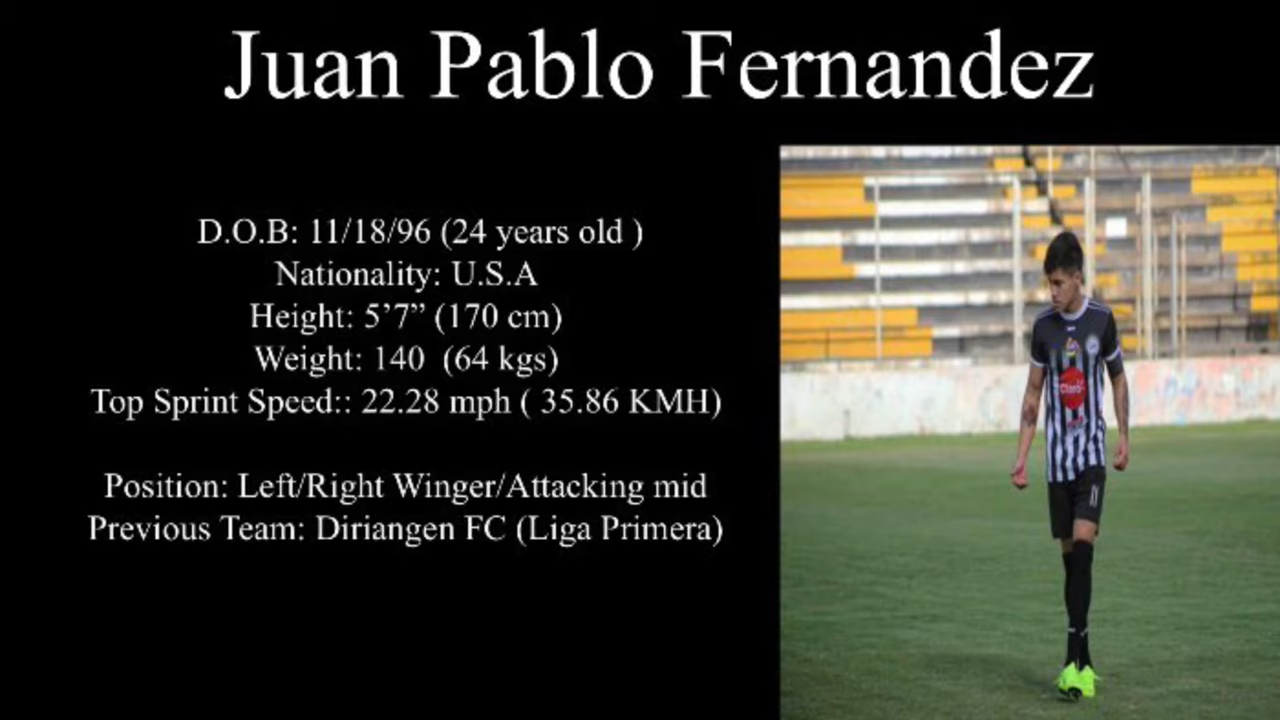 Juan Pablo Fernandez
D.O.B: 11/18/96 (24 years old )
Nationality: U.S.A
Height: 5’7” (170 cm)
Weight: 140  (64 kgs)
Top Sprint Speed:: 22.28 mph ( 35.86 KMH)
Position: Left/Right Winger/Attacking mid
Previous Team: Diriangen FC (Liga Primera)
Claro
11